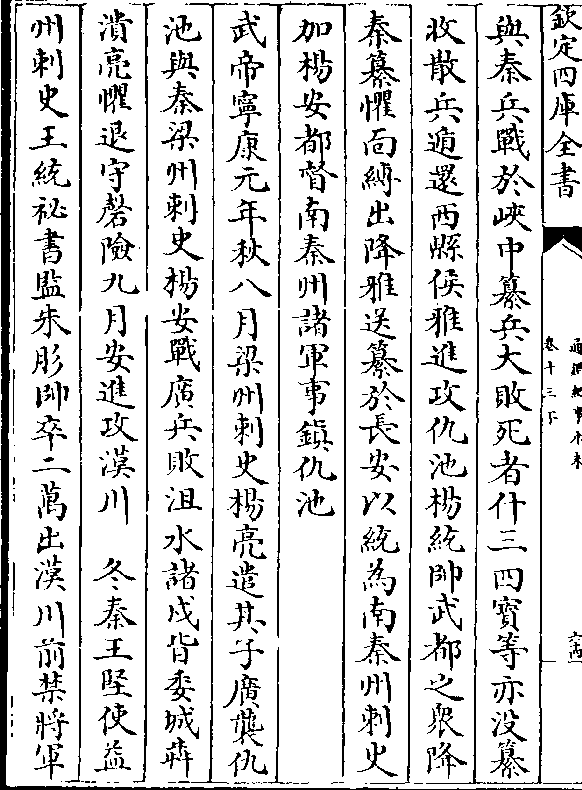 欽定四庫全書
通鑑紀事本末
卷十三下
六十四
與秦兵戰於峽中纂兵大敗死者什三四寳等亦没纂
收散兵遁還西縣侯雅進攻仇池楊統帥武都之衆降
秦纂懼面縛出降雅送纂於長安以統為南秦州刺史
加楊安都督南秦州諸軍事鎮仇池
武帝寧康元年秋八月梁州刺史楊亮遣其子廣襲仇
池與秦梁州刺史楊安戰廣兵敗沮水諸戍皆委城奔
潰亮懼退守磬險九月安進攻漢川　冬秦王堅使益
州刺史王統祕書監朱肜帥卒二萬出漢川前禁將軍